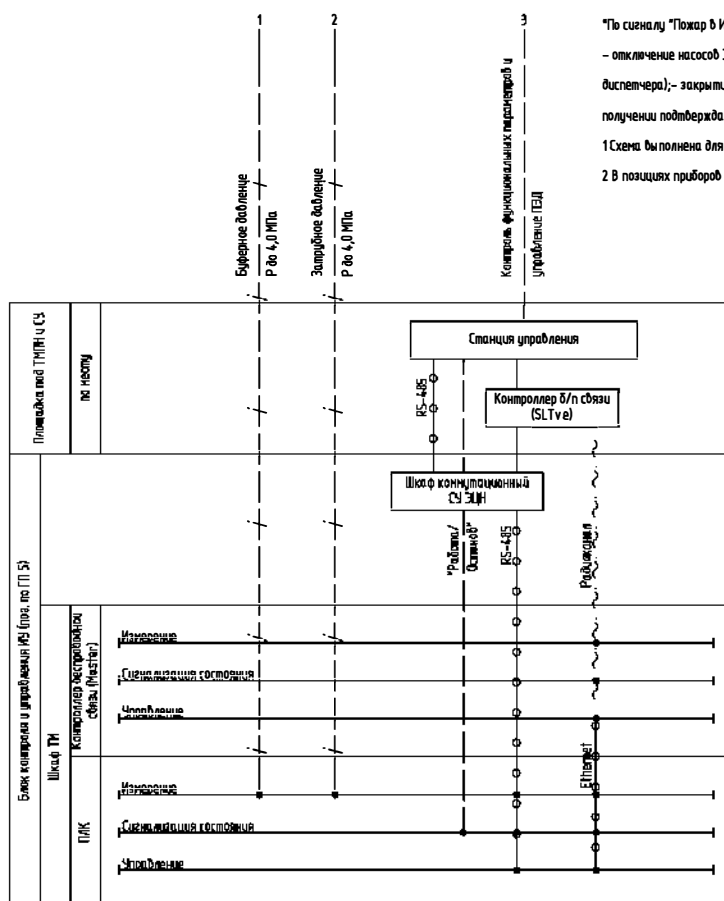 1
2
3
"По сигналу "Пожар в И
- отключение насосов
диспетчера);- закрыти
получении подтвержда
1 Схема выполнена для
2 В позициях приборов
Буферное давление
Р до 4,0 МПа
Затрубное давление
Р до 4,0 МПа
Контроль функциональных параметров и
управление ПЭД
Площадка под ТМПН и СУ
по месту
Станция управления
RS-485
Контроллер б/п связи
(SLTve)
Шкаф коммутационный
СУ ЭЦН
"Работа/
Останов"
RS-485
Радиоканал
Блок контроля и управления ИУ (поз. по ГП 5)
Шкаф ТМ
Контроллер беспроводной
связи (Master)
Измерение
Сигнализация состояния
Управление
Ethernet
ПЛК
Измерение
Сигнализация состояния
Управление